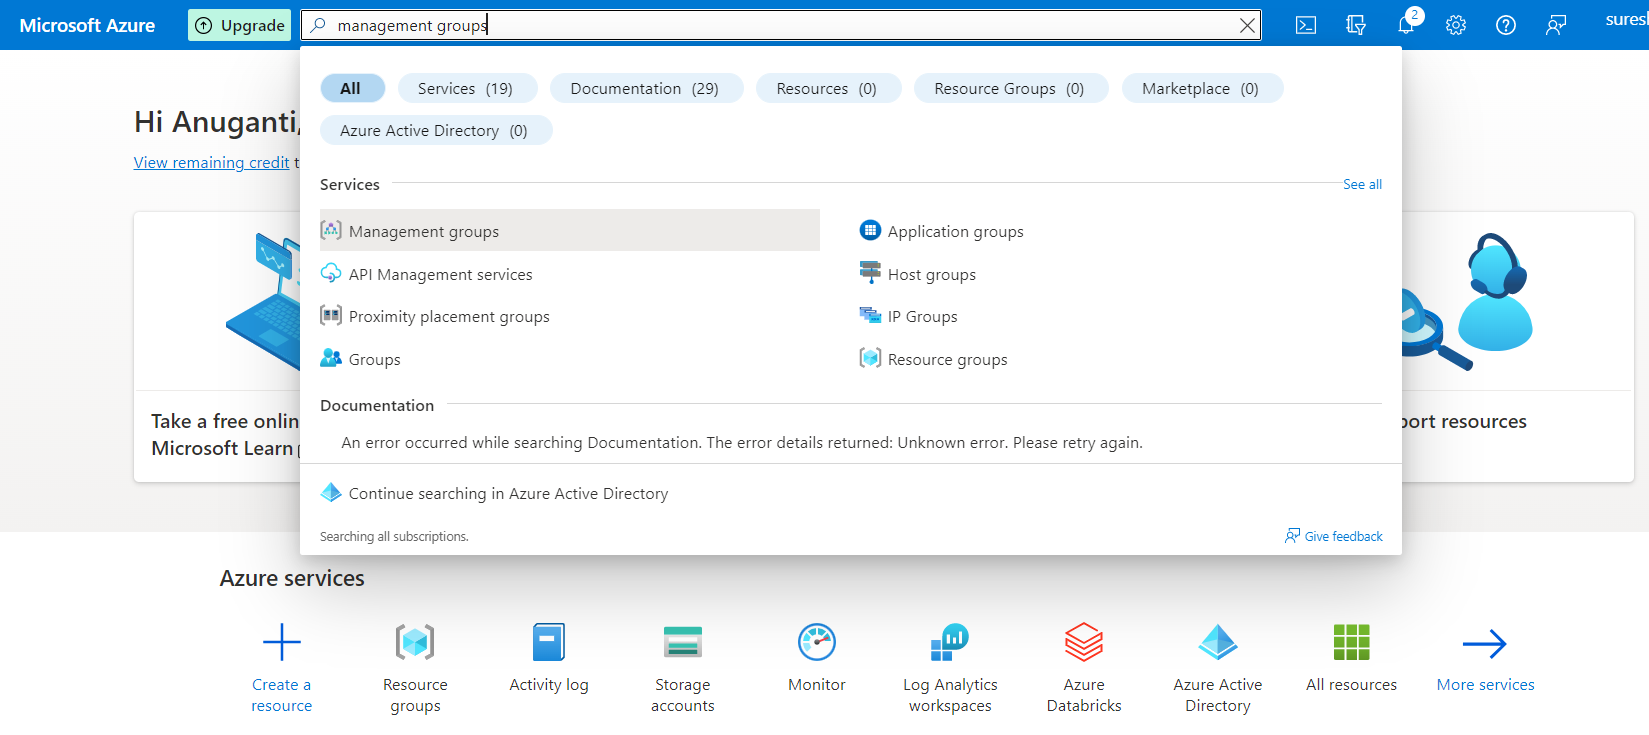 Microsoft Azure
Upgrade
management groups
2
All
Services (19)
Documentation (29)
Resources (0)
Resource Groups (0)
Marketplace (0)
Azure Active Directory (0)
Hi Anuganti,
View remaining credit t
Services
See all
Management groups
Application groups
API Management services
Host groups
Proximity placement groups
IP Groups
Groups
Resource groups
Documentation
An error occurred while searching Documentation. The error details returned: Unknown error. Please retry again.
Continue searching in Azure Active Directory
Searching all subscriptions.
Give feedback
Take a free onlin
Microsoft Learn
port resources
Azure services
Create a
resource
Resource
groups
Activity log
Storage
accounts
Monitor
Log Analytics
workspaces
Azure
Databricks
Azure Active
Directory
All resources
More services